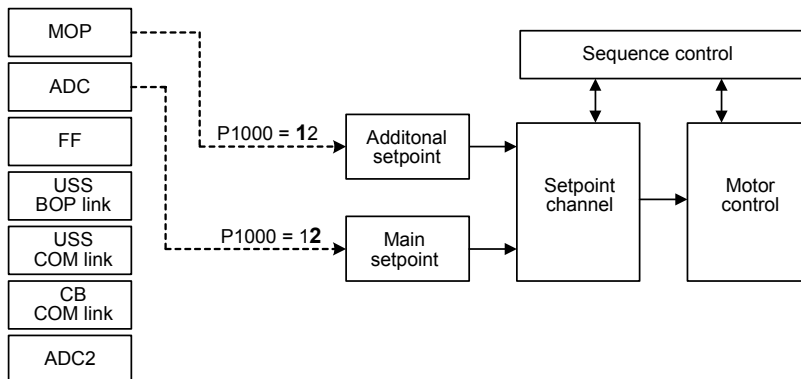 MOP
ADC
FF
USS
BOP link
USS
COM link
CB
COM link
ADC2
P1000 = 12
P1000 = 12
Additonal
setpoint
Main
setpoint
Sequence control
Setpoint
channel
Motor
control